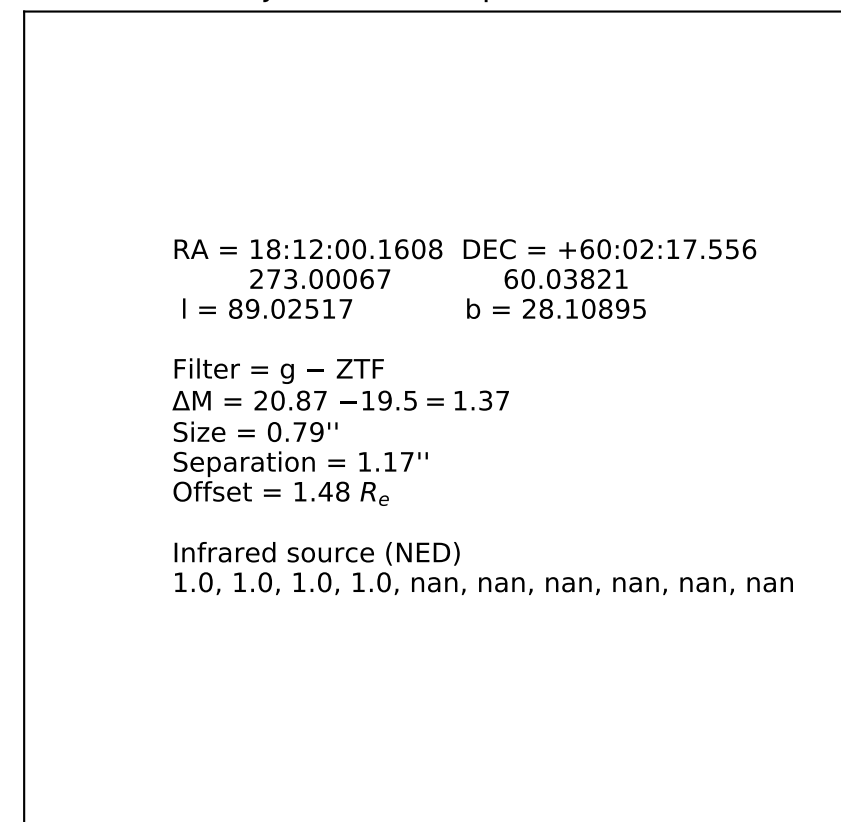 RA = 18:12:00.1608  DEC = +60:02:17.556
273.00067  60.03821
l = 89.02517  b = 28.10895
Filter = g − ZTF
ΔM = 20.87 −19.5 = 1.37
Size = 0.79''
Separation = 1.17''
Offset = 1.48 Re
Infrared source (NED)
1.0, 1.0, 1.0, 1.0, nan, nan, nan, nan, nan, nan